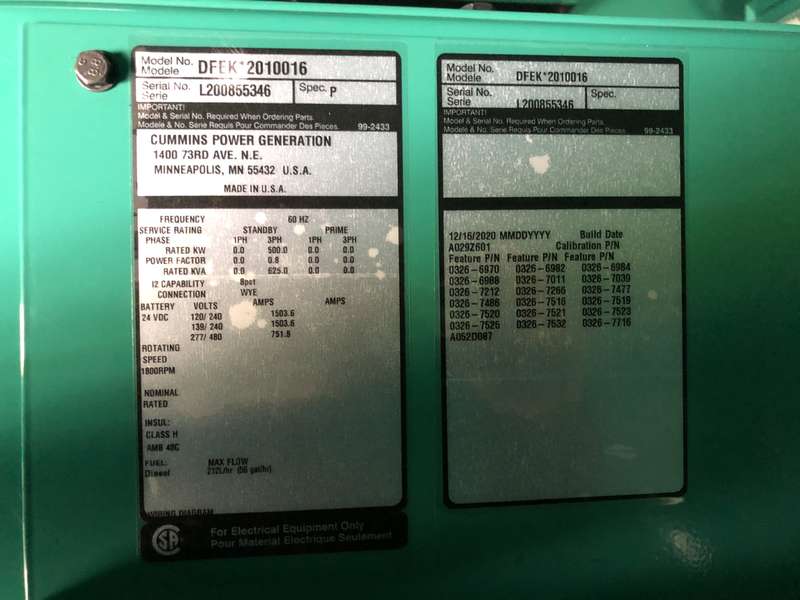 Model No. DFEK*2010016
Modele
Serial No. L200855346 Spec. P
Serie
IMPORTANT!
Model & Serial No. Required When Ordering Parts.
Modele & No. Serie Requis Pour Commander Des Pieces. 99-2433
CUMMINS POWER GENERATION
1400 73RD AVE. N.E.
MINNEAPOLIS, MN 55432 U.S.A.
MADE IN U.S.A.
FREQUENCY 60 HZ
SERVICE RATING STANDBY PRIME
PHASE 1PH 3PH 1PH 3PH
RATED KW 0.0 500.0 0.0 0.0
POWER FACTOR 0.0 0.8 0.0 0.0
RATED KVA 0.0 625.0 0.0 0.0
I2 CAPABILITY 8pct
CONNECTION WYE
BATTERY VOLTS AMPS AMPS
24 VDC 120/240 1503.6
139/240 1503.6
277/480 751.8
ROTATING
SPEED
1800RPM
NOMINAL
RATED
INSUL:
CLASS H
AMB 40C
FUEL: MAX FLOW
Diesel 212L/hr (56 gal/hr)
WIRING DIAGRAM
SA
For Electrical Equipment Only
Pour Material Electrique Seulement
Model No. DFEK*2010016
Modele
Serial No. L200855346 Spec.
Serie
IMPORTANT!
Model & Serial No. Required When Ordering Parts.
Modele & No. Serie Requis Pour Commander Des Pieces. 99-2433
12/16/2020 MMDDYYYY Build Date
A029Z601 Calibration P/N
Feature P/N Feature P/N Feature P/N
0326-6970 0326-6982 0326-6984
0326-6988 0326-7011 0326-7039
0326-7212 0326-7266 0326-7477
0326-7486 0326-7516 0326-7519
0326-7520 0326-7521 0326-7523
0326-7526 0326-7532 0326-7716
A052D087
8.8